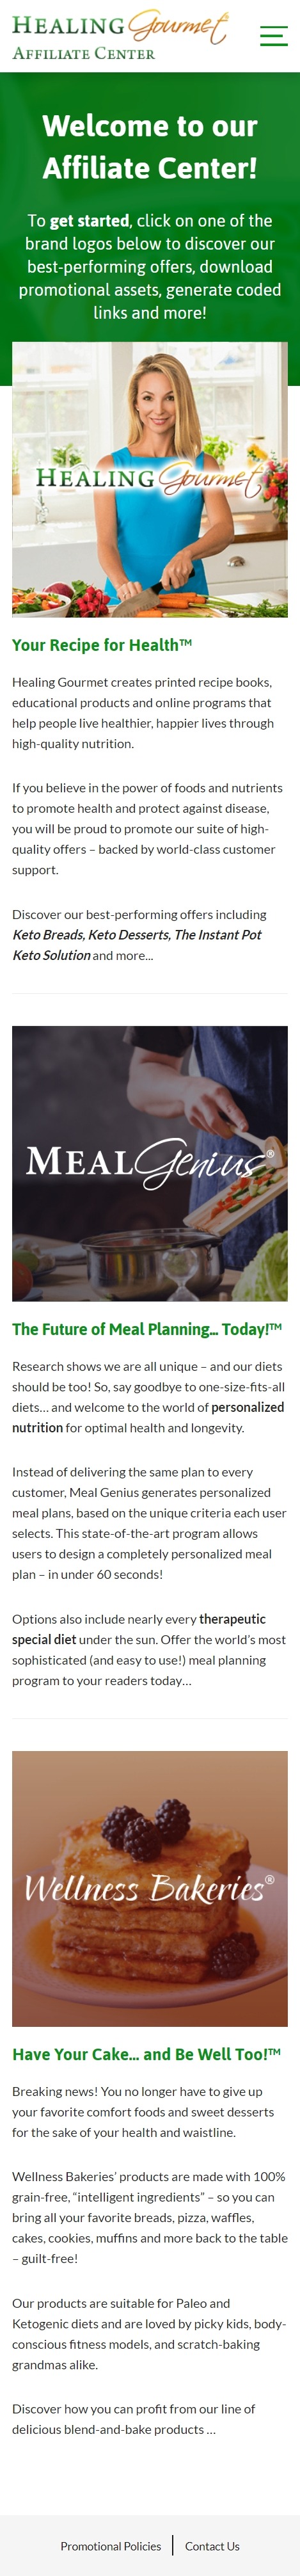 HEALING Gourmet
AFFILIATE CENTER
Welcome to our
Affiliate Center!
To get started, click on one of the
brand logos below to discover our
best-performing offers, download
promotional assets, generate coded
links and more!
HEALING Gourmet
Your Recipe for Health™
Healing Gourmet creates printed recipe books,
educational products and online programs that
help people live healthier, happier lives through
high-quality nutrition.
If you believe in the power of foods and nutrients
to promote health and protect against disease,
you will be proud to promote our suite of high-
quality offers – backed by world-class customer
support.
Discover our best-performing offers including
Keto Breads, Keto Desserts, The Instant Pot
Keto Solution and more...
MEAL Genius®
The Future of Meal Planning... Today!™
Research shows we are all unique – and our diets
should be too! So, say goodbye to one-size-fits-all
diets… and welcome to the world of personalized
nutrition for optimal health and longevity.
Instead of delivering the same plan to every
customer, Meal Genius generates personalized
meal plans, based on the unique criteria each user
selects. This state-of-the-art program allows
users to design a completely personalized meal
plan – in under 60 seconds!
Options also include nearly every therapeutic
special diet under the sun. Offer the world’s most
sophisticated (and easy to use!) meal planning
program to your readers today…
Wellness Bakeries®
Have Your Cake... and Be Well Too!™
Breaking news! You no longer have to give up
your favorite comfort foods and sweet desserts
for the sake of your health and waistline.
Wellness Bakeries’ products are made with 100%
grain-free, “intelligent ingredients” – so you can
bring all your favorite breads, pizza, waffles,
cakes, cookies, muffins and more back to the table
– guilt-free!
Our products are suitable for Paleo and
Ketogenic diets and are loved by picky kids, body-
conscious fitness models, and scratch-baking
grandmas alike.
Discover how you can profit from our line of
delicious blend-and-bake products …
Promotional Policies | Contact Us